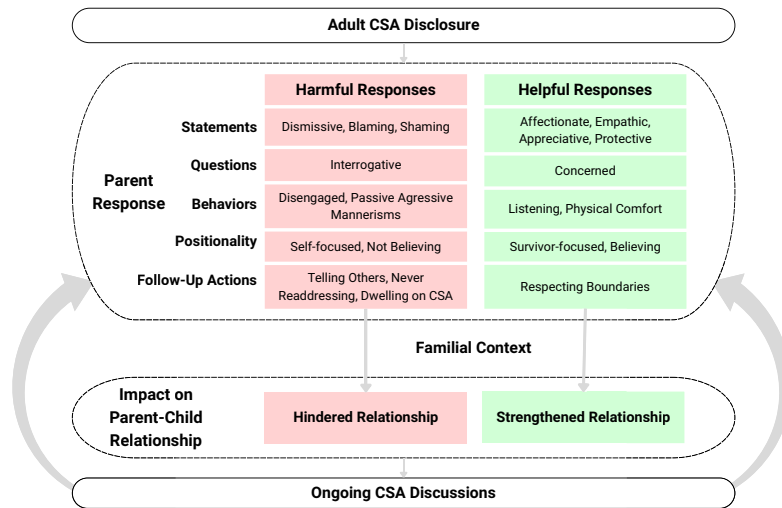 Adult CSA Disclosure
Harmful Responses
Helpful Responses
Parent
Response
Statements
Dismissive, Blaming, Shaming
Affectionate, Empathic,
Appreciative, Protective
Questions
Interrogative
Concerned
Behaviors
Disengaged, Passive Agressive
Mannerisms
Listening, Physical Comfort
Positionality
Self-focused, Not Believing
Survivor-focused, Believing
Follow-Up Actions
Telling Others, Never
Readdressing, Dwelling on CSA
Respecting Boundaries
Familial Context
Impact on
Parent-Child
Relationship
Hindered Relationship
Strengthened Relationship
Ongoing CSA Discussions